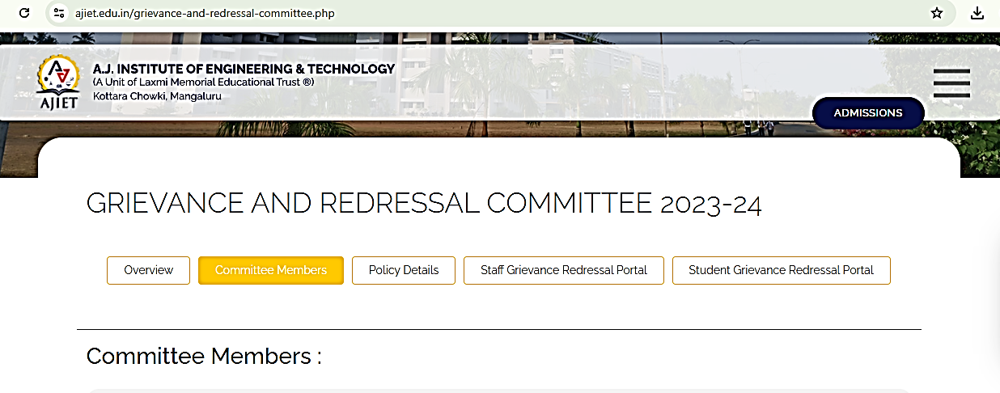 ajiet.edu.in/grievance-and-redressal-committee.php
A.J. INSTITUTE OF ENGINEERING & TECHNOLOGY
(A Unit of Laxmi Memorial Educational Trust ®)
Kottara Chowki, Mangaluru
AJIET
ADMISSIONS
GRIEVANCE AND REDRESSAL COMMITTEE 2023-24
Overview
Committee Members
Policy Details
Staff Grievance Redressal Portal
Student Grievance Redressal Portal
Committee Members :